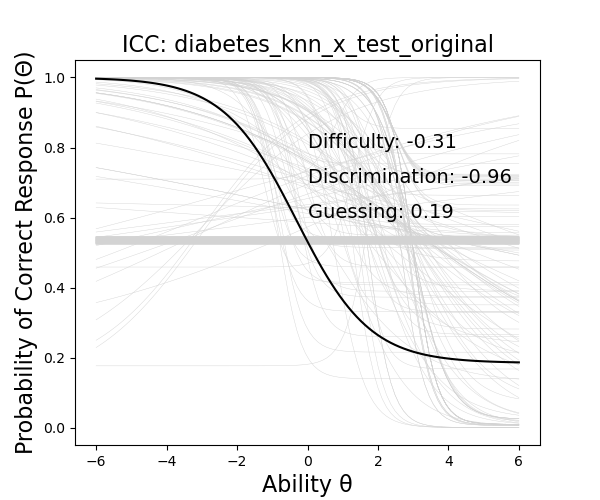 ICC: diabetes_knn_x_test_original
Probability of Correct Response P(Θ)
1.0
0.8
0.6
0.4
0.2
0.0
Difficulty: -0.31
Discrimination: -0.96
Guessing: 0.19
−6
−4
−2
0
2
4
6
Ability θ